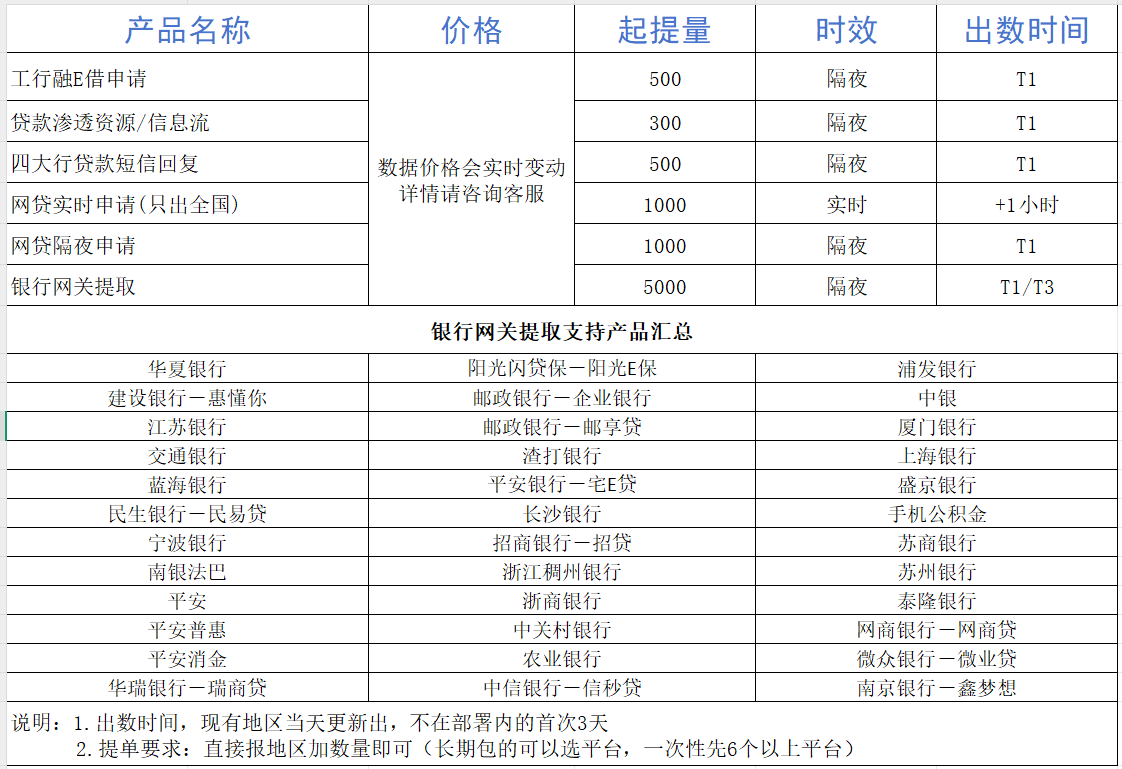 产品名称 价格 起提量 时效 出数时间
工行融E借申请 500 隔夜 T1
贷款渗透资源/信息流 300 隔夜 T1
四大行贷款短信回复 500 隔夜 T1
数据价格会实时变动
详情请咨询客服
网贷实时申请(只出全国) 1000 实时 +1小时
网贷隔夜申请 1000 隔夜 T1
银行网关提取 5000 隔夜 T1/T3
银行网关提取支持产品汇总
华夏银行 阳光闪贷保－阳光E保 浦发银行
建设银行－惠懂你 邮政银行－企业银行 中银
江苏银行 邮政银行－邮享贷 厦门银行
交通银行 渣打银行 上海银行
蓝海银行 平安银行－宅E贷 盛京银行
民生银行－民易贷 长沙银行 手机公积金
宁波银行 招商银行－招贷 苏商银行
南银法巴 浙江稠州银行 苏州银行
平安 浙商银行 泰隆银行
平安普惠 中关村银行 网商银行－网商贷
平安消金 农业银行 微众银行－微业贷
华瑞银行－瑞商贷 中信银行－信秒贷 南京银行－鑫梦想
说明：1.出数时间，现有地区当天更新出，不在部署内的首次3天
2.提单要求：直接报地区加数量即可（长期包的可以选平台，一次性先6个以上平台）